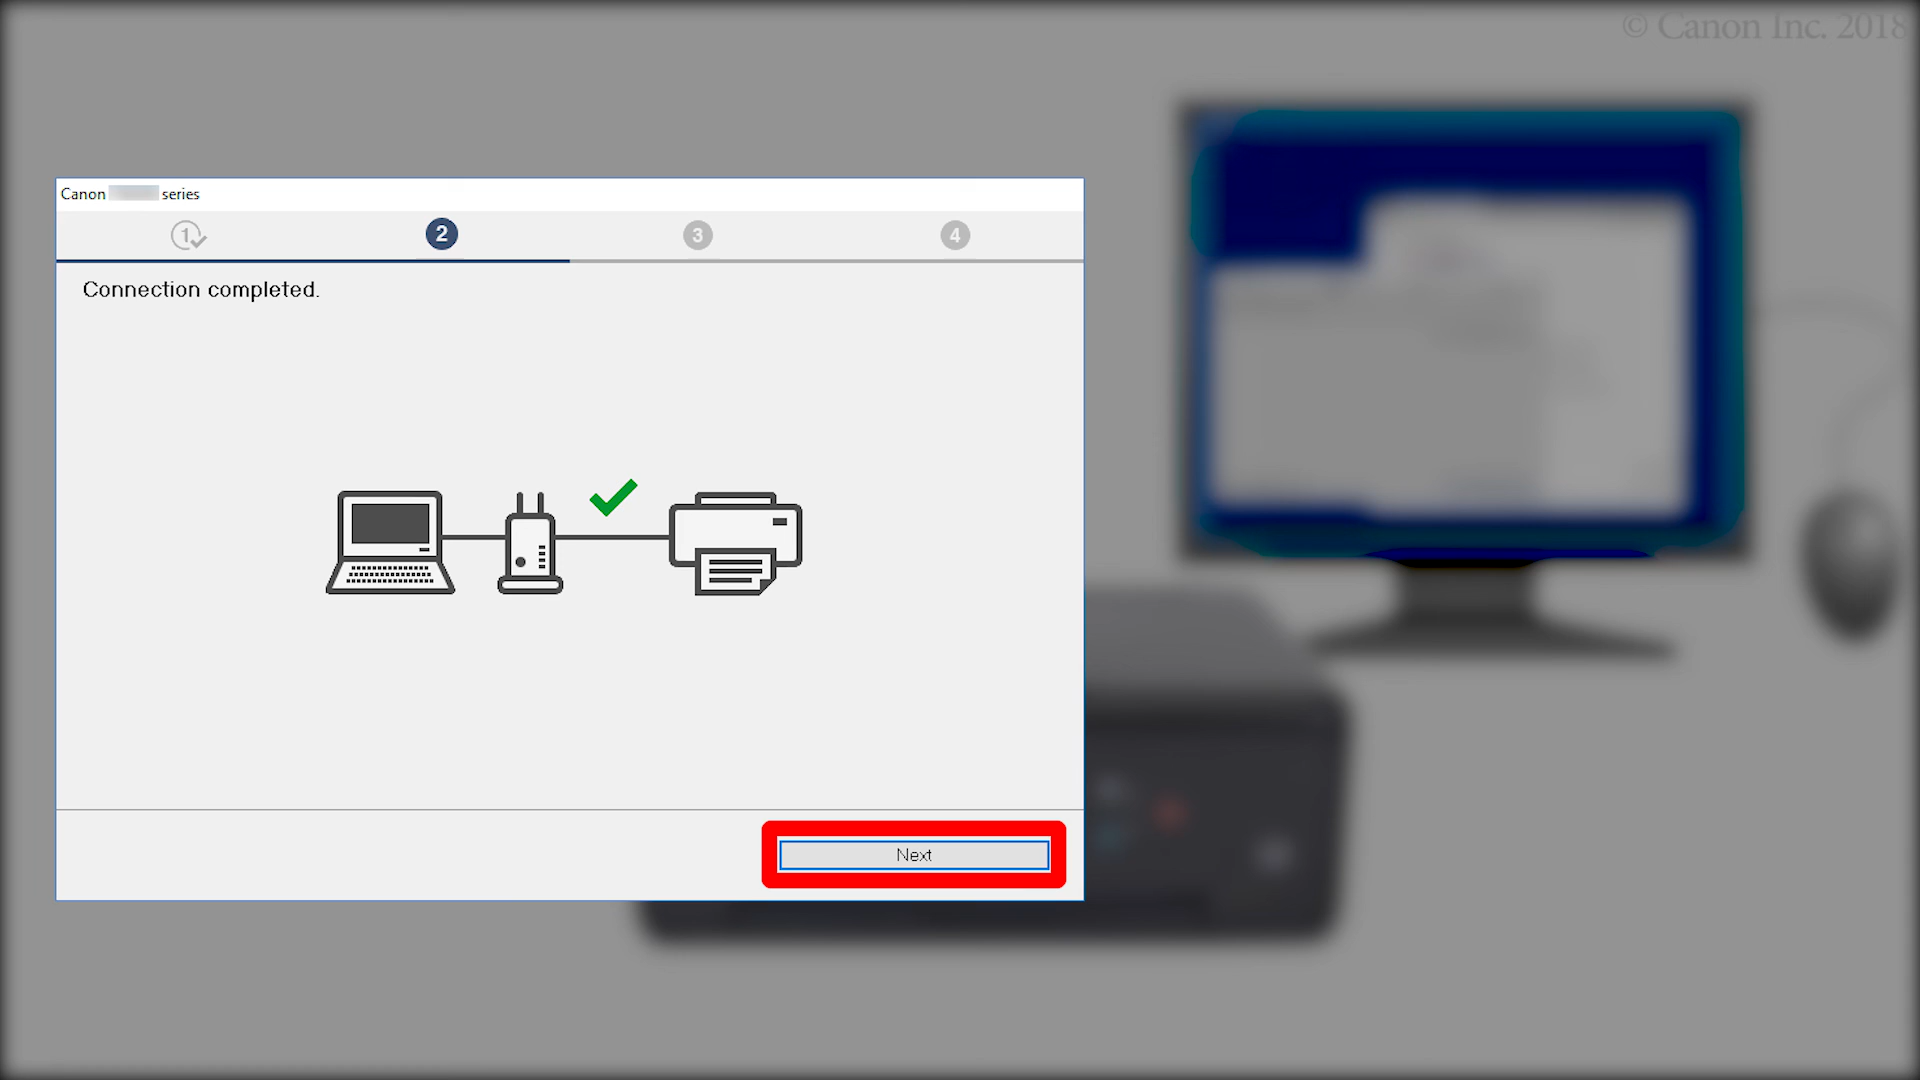 © Canon Inc. 2018
Canon series
1 2 3 4
Connection completed.
Next